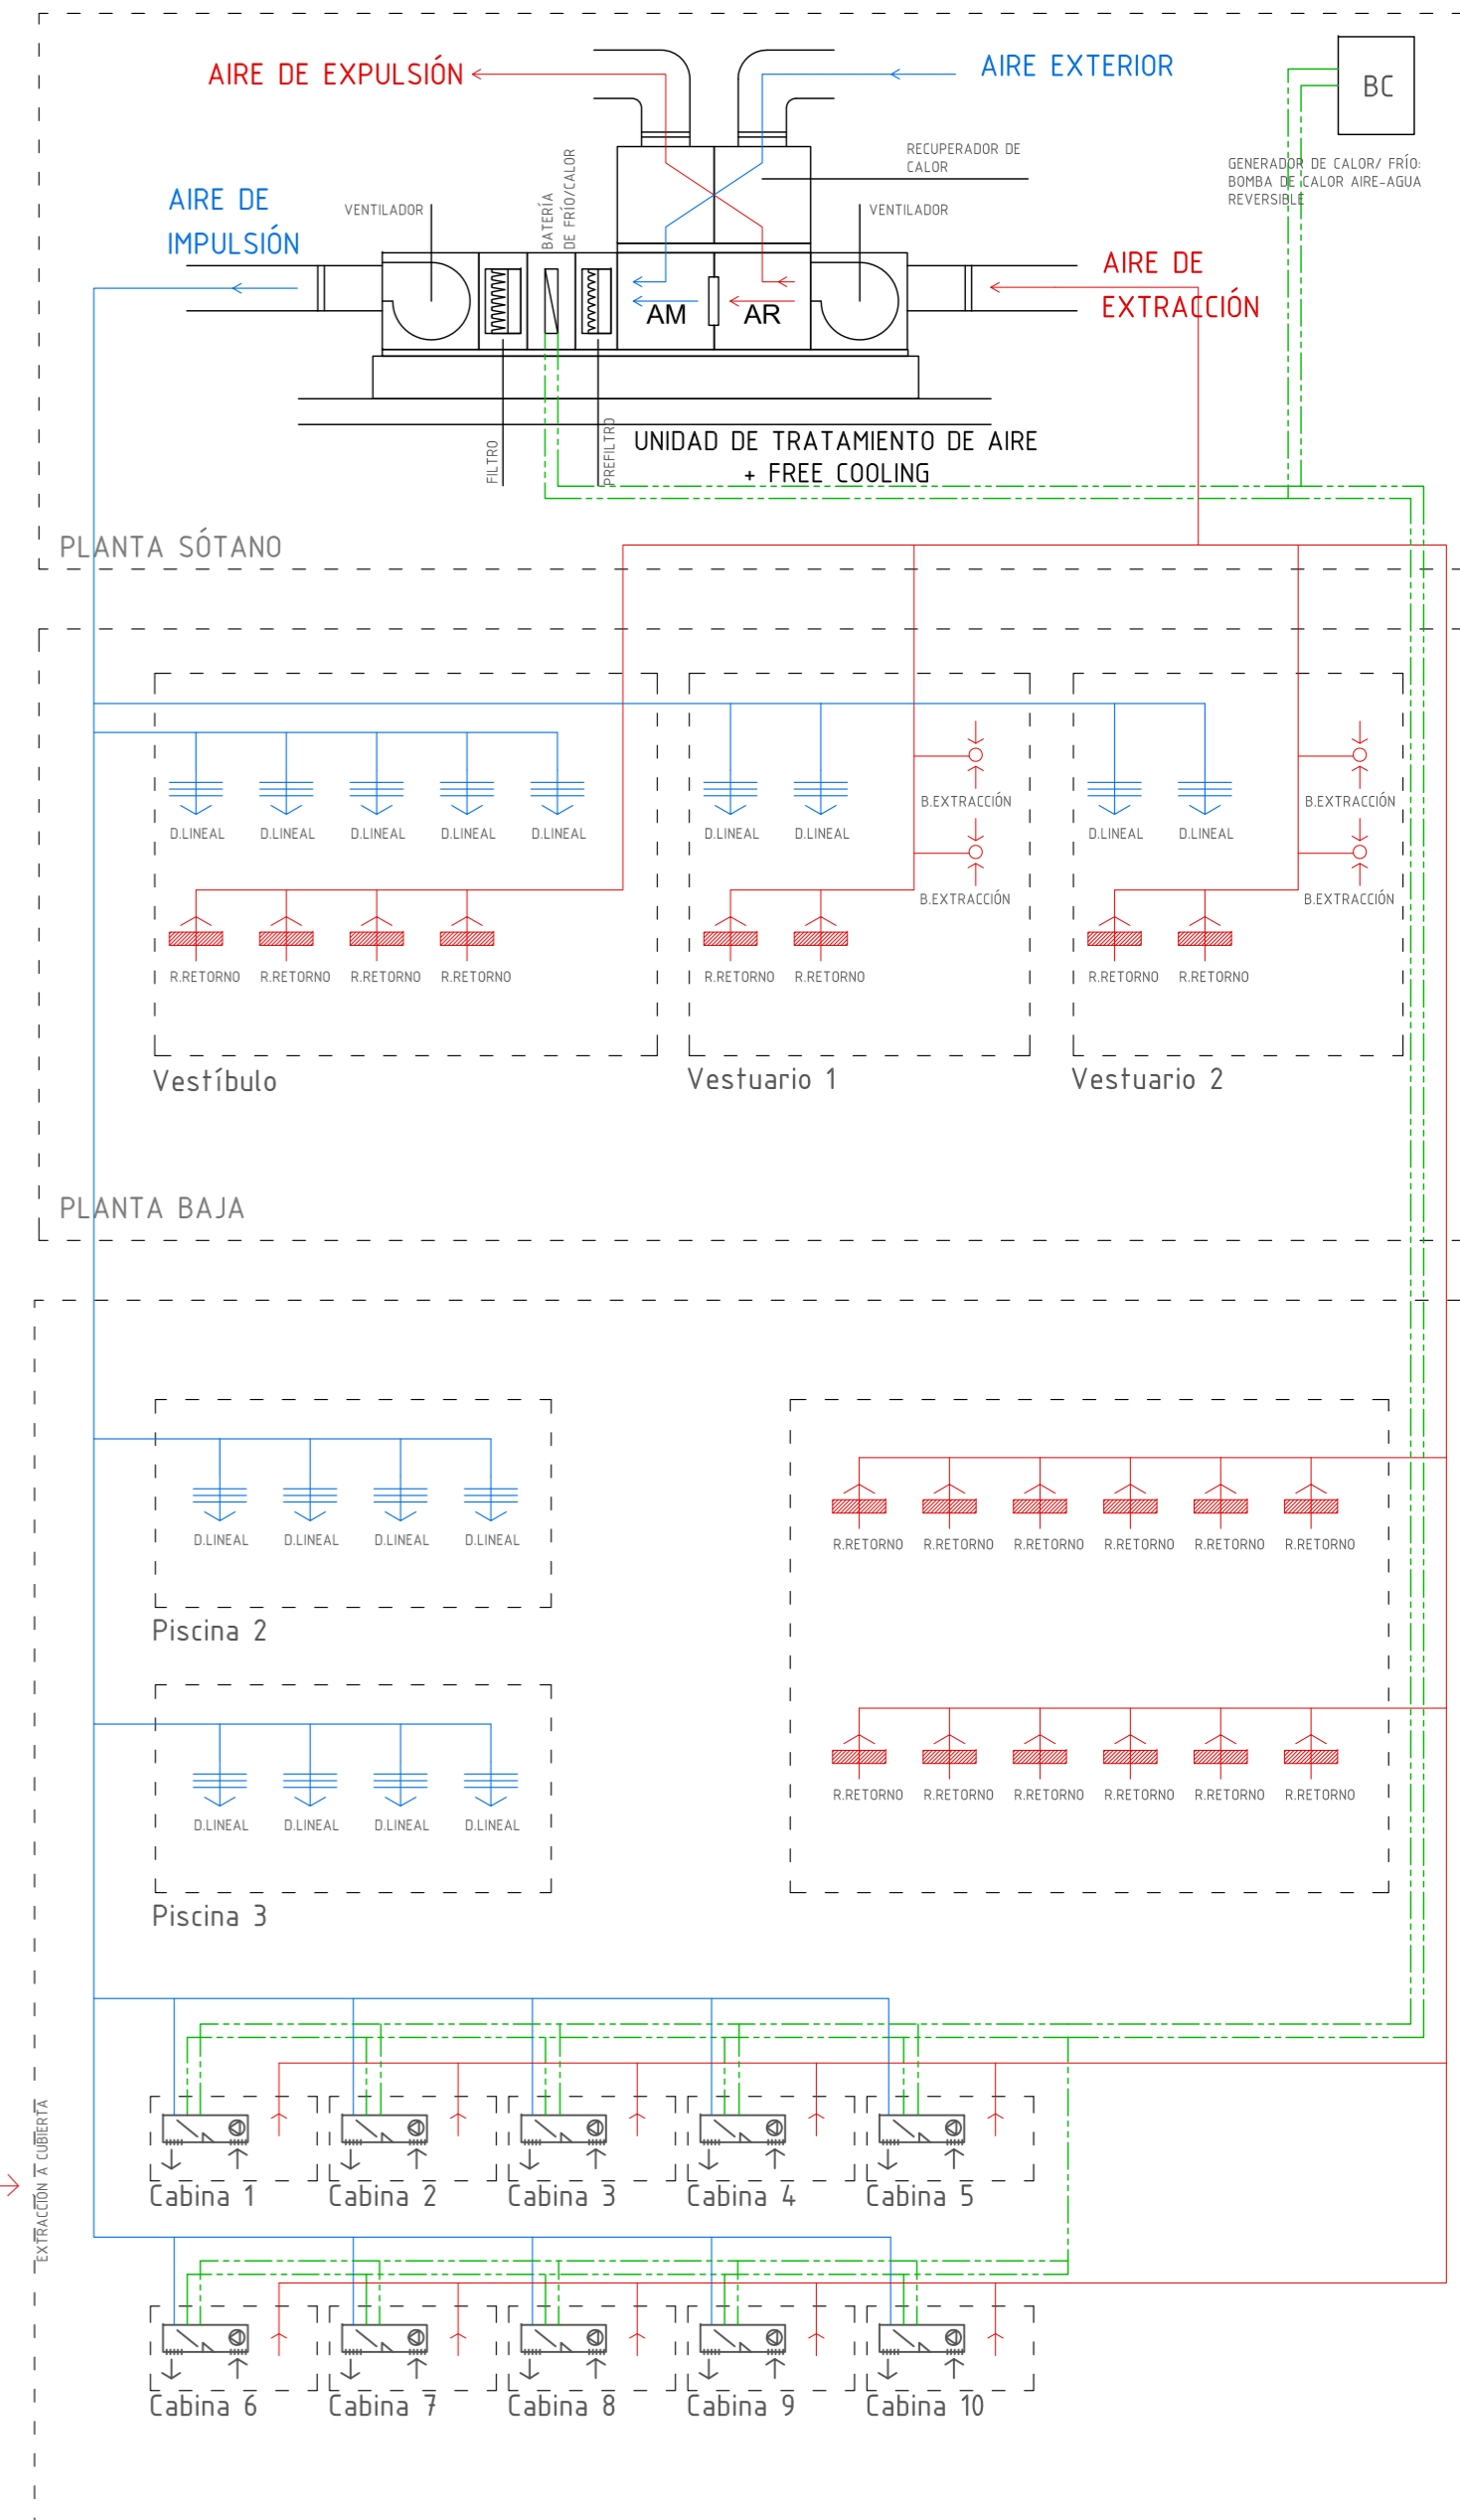 AIRE DE EXPULSIÓN
AIRE EXTERIOR
BC
RECUPERADOR DE
CALOR
GENERADOR DE CALOR/ FRÍO:
BOMBA DE CALOR AIRE-AGUA
REVERSIBLE
AIRE DE
IMPULSIÓN
VENTILADOR
BATERÍA
DE FRÍO/CALOR
VENTILADOR
AIRE DE
EXTRACCIÓN
AM
AR
FILTRO
PREFILTRO
UNIDAD DE TRATAMIENTO DE AIRE
+ FREE COOLING
PLANTA SÓTANO
B.EXTRACCIÓN
B.EXTRACCIÓN
D.LINEAL
D.LINEAL
D.LINEAL
D.LINEAL
D.LINEAL
D.LINEAL
D.LINEAL
D.LINEAL
D.LINEAL
B.EXTRACCIÓN
B.EXTRACCIÓN
R.RETORNO
R.RETORNO
R.RETORNO
R.RETORNO
R.RETORNO
R.RETORNO
R.RETORNO
R.RETORNO
Vestíbulo
Vestuario 1
Vestuario 2
PLANTA BAJA
D.LINEAL
D.LINEAL
D.LINEAL
D.LINEAL
R.RETORNO
R.RETORNO
R.RETORNO
R.RETORNO
R.RETORNO
R.RETORNO
Piscina 2
D.LINEAL
D.LINEAL
D.LINEAL
D.LINEAL
R.RETORNO
R.RETORNO
R.RETORNO
R.RETORNO
R.RETORNO
R.RETORNO
Piscina 3
EXTRACCIÓN A CUBIERTA
Cabina 1
Cabina 2
Cabina 3
Cabina 4
Cabina 5
Cabina 6
Cabina 7
Cabina 8
Cabina 9
Cabina 10